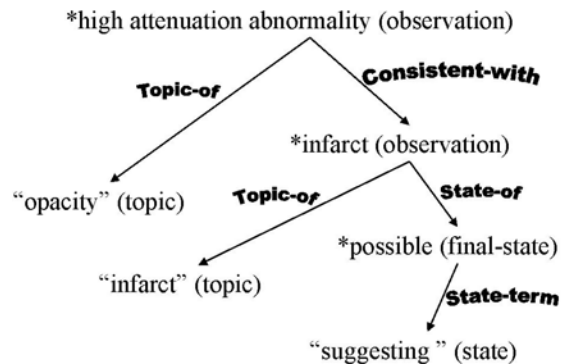 *high attenuation abnormality (observation)
Topic-of
Consistent-with
*infarct (observation)
Topic-of
State-of
“opacity” (topic)
*possible (final-state)
“infarct” (topic)
State-term
“suggesting ” (state)